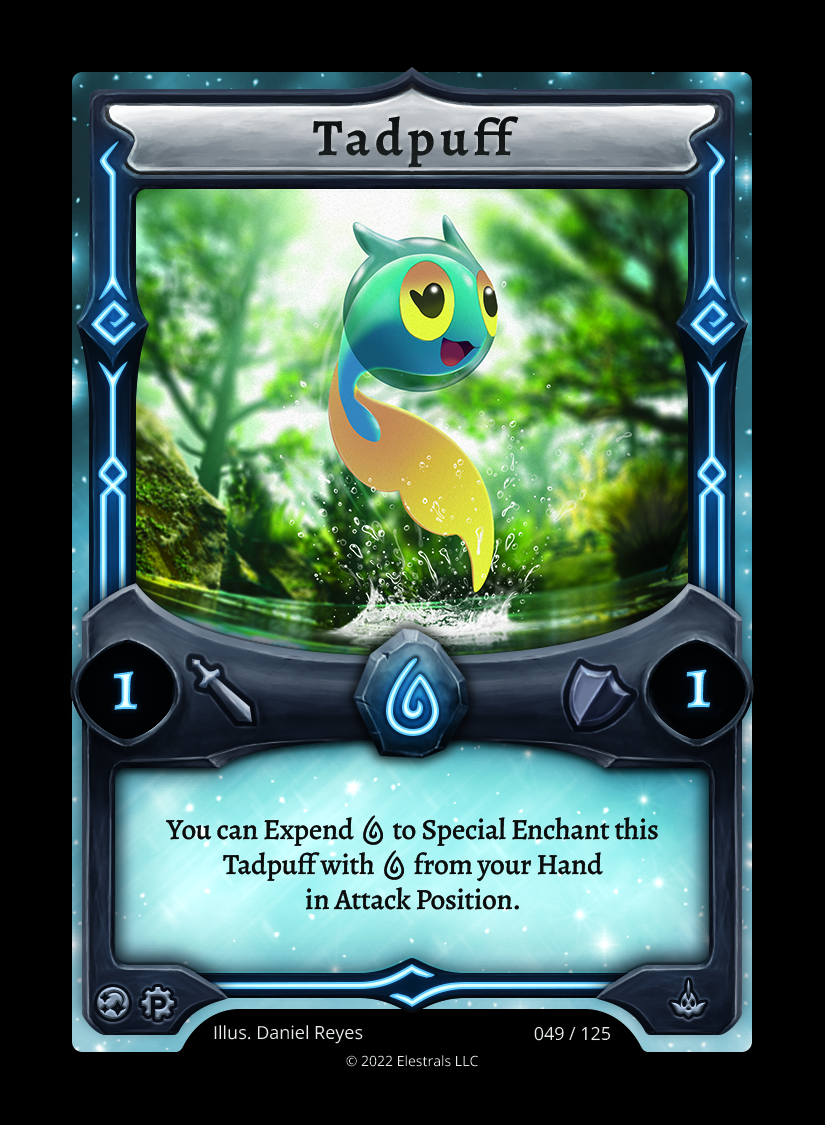 Tadpuff
1
1
You can Expend to Special Enchant this
Tadpuff with from your Hand
in Attack Position.
P
Illus. Daniel Reyes
049 / 125
© 2022 Elestrals LLC